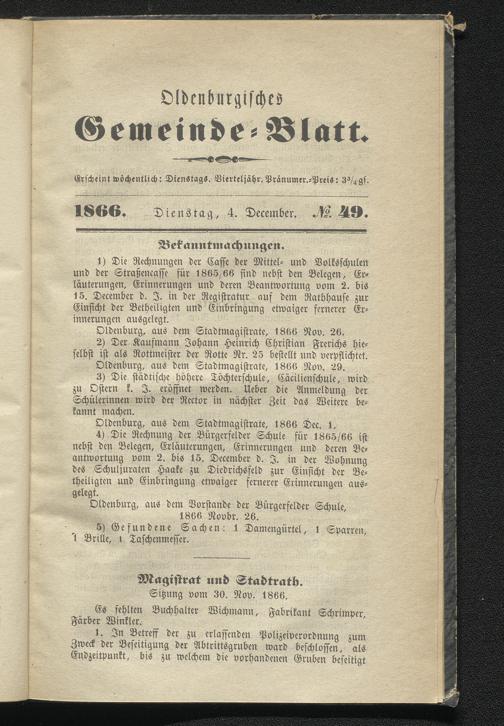 Oldenburgisches
Gemeinde-Blatt.
Erscheint wöchentlich: Dienstags. Vierteljähr. Pränumer.-Preis: 3¾ gs.
1866. Dienstag, 4. December. № 49.
Bekanntmachungen.
1) Die Rechnungen der Casse der Mittel- und Volksschulen
und der Straßencasse für 1865/66 sind nebst den Belegen, Er-
läuterungen, Erinnerungen und deren Beantwortung vom 2. bis
15. December d. J. in der Registratur auf dem Rathhause zur
Einsicht der Betheiligten und Einbringung etwaiger fernerer Er-
innerungen ausgelegt.
Oldenburg, aus dem Stadtmagistrate, 1866 Nov. 26.
2) Der Kaufmann Johann Heinrich Christian Frerichs hie-
selbst ist als Rottmeister der Rotte Nr. 25 bestellt und verpflichtet.
Oldenburg, aus dem Stadtmagistrate, 1866 Nov. 29.
3) Die städtische höhere Töchterschule, Cäcilienschule, wird
zu Ostern k. J. eröffnet werden. Ueber die Anmeldung der
Schülerinnen wird der Rector in nächster Zeit das Weitere be-
kannt machen.
Oldenburg, aus dem Stadtmagistrate, 1866 Dec. 1.
4) Die Rechnung der Bürgerfelder Schule für 1865/66 ist
nebst den Belegen, Erläuterungen, Erinnerungen und deren Be-
antwortung vom 2. bis 15. December d. J. in der Wohnung
des Schuljuraten Haake zu Diedrichsfeld zur Einsicht der Be-
theiligten und Einbringung etwaiger fernerer Erinnerungen aus-
gelegt.
Oldenburg, aus dem Vorstande der Bürgerfelder Schule,
1866 Novbr. 26.
5) Gefundene Sachen: 1 Damengürtel, 1 Sparren,
1 Brille, 1 Taschenmesser.
Magistrat und Stadtrath.
Sitzung vom 30. Nov. 1866.
Es fehlten Buchhalter Wichmann, Fabrikant Schrimper,
Färber Winkler.
1. In Betreff der zu erlassenden Polizeiverordnung zum
Zweck der Beseitigung der Abtrittsgruben ward beschlossen, als
Endzeitpunkt, bis zu welchem die vorhandenen Gruben beseitigt